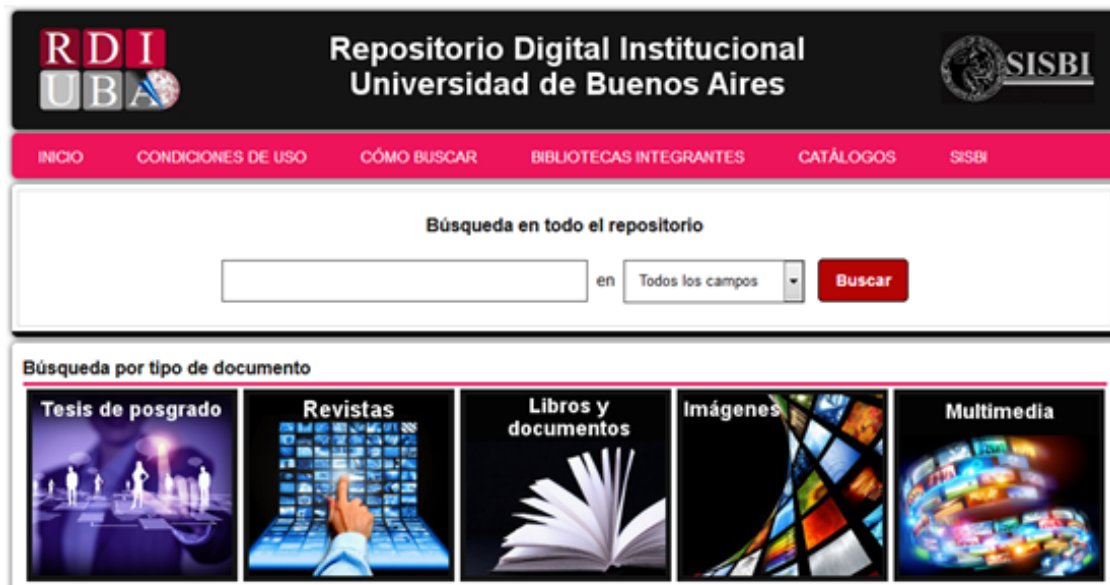 RDI
UBA
Repositorio Digital Institucional
Universidad de Buenos Aires
SISBI
INICIO CONDICIONES DE USO CÓMO BUSCAR BIBLIOTECAS INTEGRANTES CATÁLOGOS SISBI
Búsqueda en todo el repositorio
en Todos los campos Buscar
Búsqueda por tipo de documento
Tesis de posgrado
Revistas
Libros y
documentos
Imágenes
Multimedia